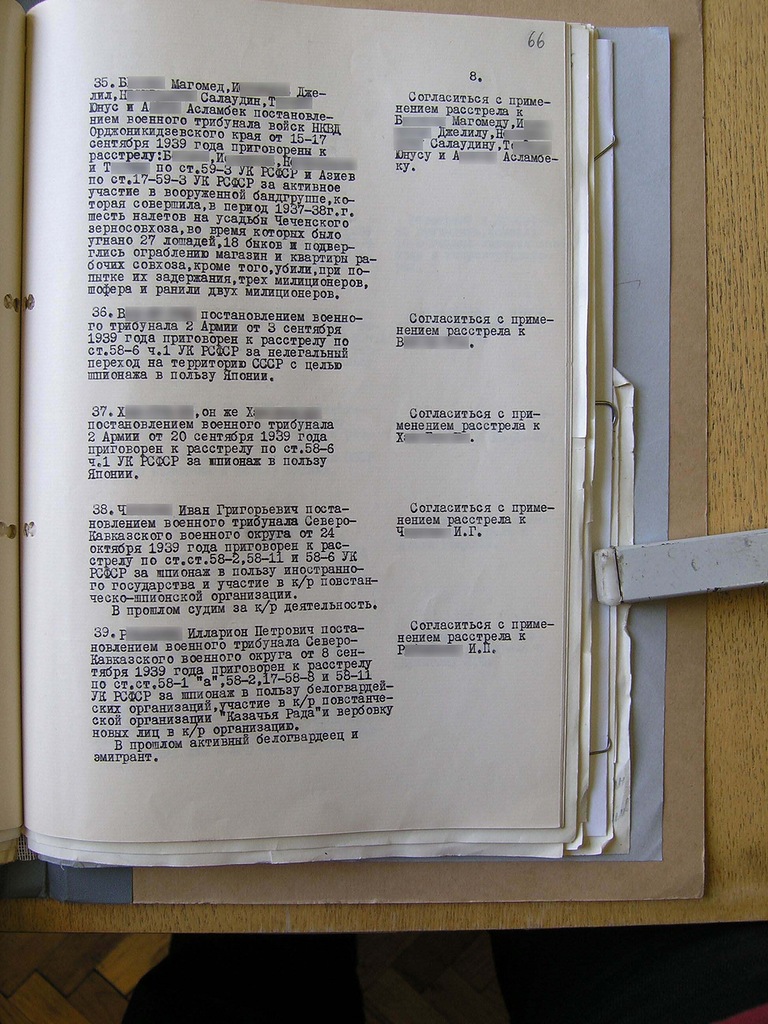 66
8.
35. Б Магомед, И Дже-
лил, Н Салаудин, Т
Юнус и А Асламбек постановле-
нием военного трибунала войск НКВД
Орджоникидзевского края от 15-17
сентября 1939 года приговорены к
расстрелу: Б , И , Н
и Т по ст.59-3 УК РСФСР и Азиев
по ст.17-59-3 УК РСФСР за активное
участие в вооруженной бандгруппе, ко-
торая совершила, в период 1937-38г.г.
шесть налетов на усадьбы Чеченского
зерносовхоза, во время которых было
угнано 27 лошадей, 18 быков и подвер-
глись ограблению магазин и квартиры ра-
бочих совхоза, кроме того, убили, при по-
пытке их задержания, трех милиционеров,
шофера и ранили двух милиционеров.
Согласиться с приме-
нением расстрела к
Б Магомеду, И
Джелилу, Н
Салаудину, Т
Юнусу и А Асламбе-
ку.
36. В постановлением военно-
го трибунала 2 Армии от 3 сентября
1939 года приговорен к расстрелу по
ст.58-6 ч.1 УК РСФСР за нелегальный
переход на территорию СССР с целью
шпионажа в пользу Японии.
Согласиться с приме-
нением расстрела к
В .
37. Х , он же Х
постановлением военного трибунала
2 Армии от 20 сентября 1939 года
приговорен к расстрелу по ст.58-6
ч.1 УК РСФСР за шпионаж в пользу
Японии.
Согласиться с при-
менением расстрела к
Х .
38. Ч Иван Григорьевич поста-
новлением военного трибунала Северо-
Кавказского военного округа от 24
октября 1939 года приговорен к рас-
стрелу по ст.ст.58-2,58-11 и 58-6 УК
РСФСР за шпионаж в пользу иностранно-
го государства и участие в к/р повстан-
ческо-шпионской организации.
В прошлом судим за к/р деятельность.
Согласиться с приме-
нением расстрела к
Ч И.Г.
39. Р Илларион Петрович поста-
новлением военного трибунала Северо-
Кавказского военного округа от 8 сен-
тября 1939 года приговорен к расстрелу
по ст.ст.58-1 "а",58-2,17-58-8 и 58-11
УК РСФСР за шпионаж в пользу белогвардей-
ских организаций, участие в к/р повстанче-
ской организации "Казачья Рада" и вербовку
новых лиц в к/р организацию.
В прошлом активный белогвардеец и
эмигрант.
Согласиться с приме-
нением расстрела к
Р И.П.